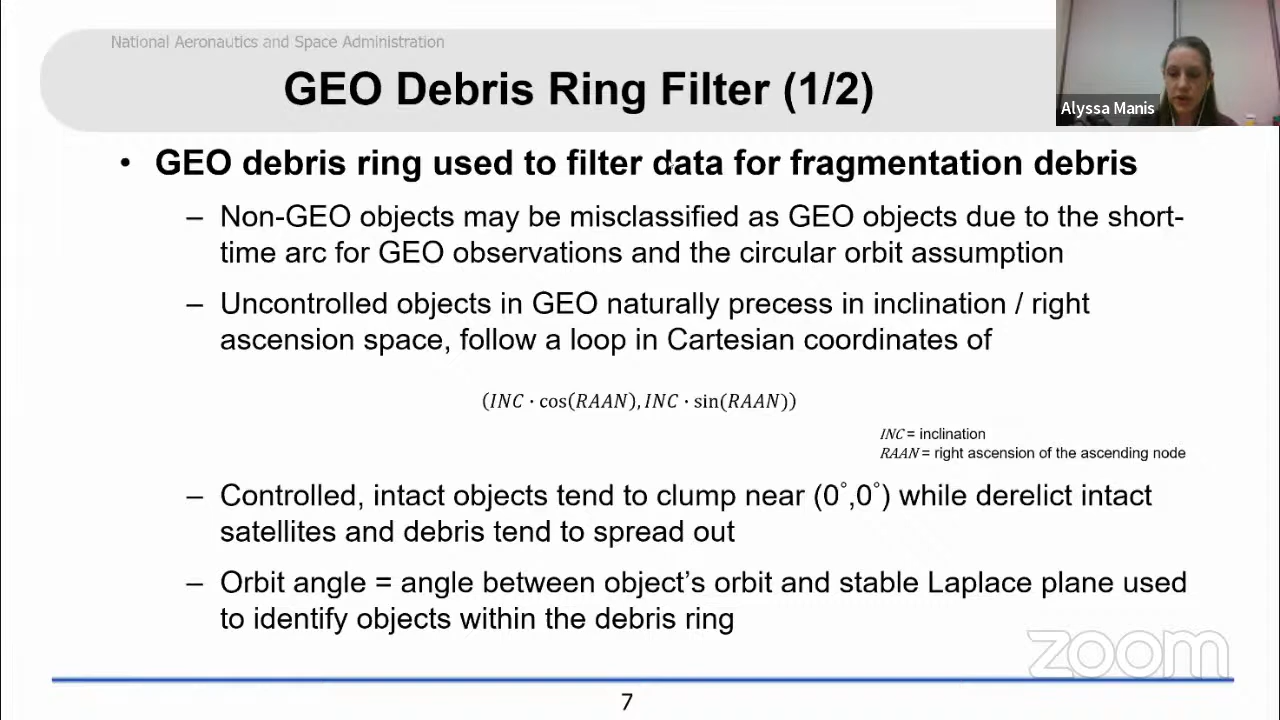 National Aeronautics and Space Administration
GEO Debris Ring Filter (1/2)
Alyssa Manis
• GEO debris ring used to filter data for fragmentation debris
– Non-GEO objects may be misclassified as GEO objects due to the short-
time arc for GEO observations and the circular orbit assumption
– Uncontrolled objects in GEO naturally precess in inclination / right
ascension space, follow a loop in Cartesian coordinates of
(INC · cos(RAAN), INC · sin(RAAN))
INC = inclination
RAAN = right ascension of the ascending node
– Controlled, intact objects tend to clump near (0°,0°) while derelict intact
satellites and debris tend to spread out
– Orbit angle = angle between object’s orbit and stable Laplace plane used
to identify objects within the debris ring
zoom
7